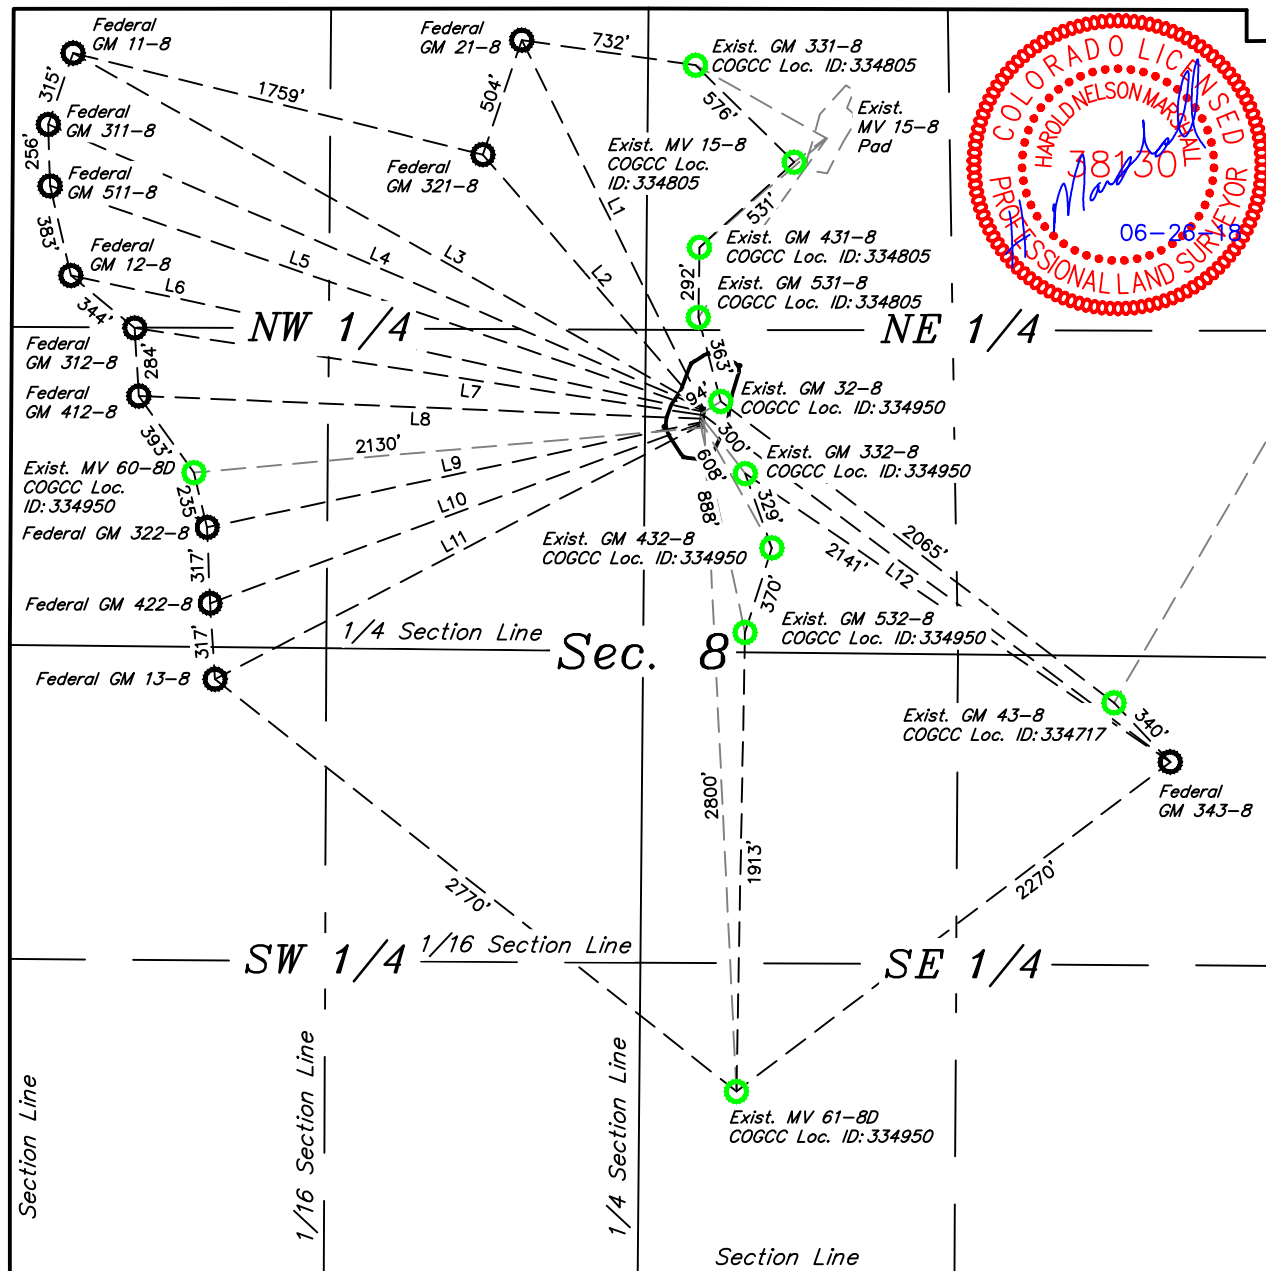 Federal
GM 11-8
Federal
GM 21-8
732'
Exist. GM 331-8
COGCC Loc. ID:334805
315'
1759'
504'
576'
Exist.
MV 15-8
Pad
Federal
GM 311-8
256'
Federal
GM 511-8
Federal
GM 321-8
Exist. MV 15-8
COGCC Loc.
ID:334805
L1
531'
383'
Federal
GM 12-8
L6
L5
L4
L3
L2
Exist. GM 431-8
COGCC Loc. ID:334805
292'
Exist. GM 531-8
COGCC Loc. ID:334805
344'
NW 1/4
NE 1/4
Federal
GM 312-8
284'
363'
Federal
GM 412-8
L7
L8
94'
Exist. GM 32-8
COGCC Loc. ID:334950
393'
2130'
300'
Exist. MV 60-8D
COGCC Loc.
ID:334950
235'
L9
608'
Exist. GM 332-8
COGCC Loc. ID:334950
L10
888'
329'
Federal GM 322-8
L11
Exist. GM 432-8
COGCC Loc. ID:334950
2065'
2141'
L12
317'
370'
Federal GM 422-8
317'
1/4 Section Line
Sec. 8
Exist. GM 532-8
COGCC Loc. ID:334950
Federal GM 13-8
Exist. GM 43-8
COGCC Loc. ID:334717
340'
Federal
GM 343-8
2800'
1913'
2770'
2270'
SW 1/4
1/16 Section Line
SE 1/4
Exist. MV 61-8D
COGCC Loc. ID:334950
Section Line
1/16 Section Line
1/4 Section Line
Section Line
COLORADO LICENSED
HAROLD NELSON MARSHALL
38130
06-26-18
PROFESSIONAL LAND SURVEYOR